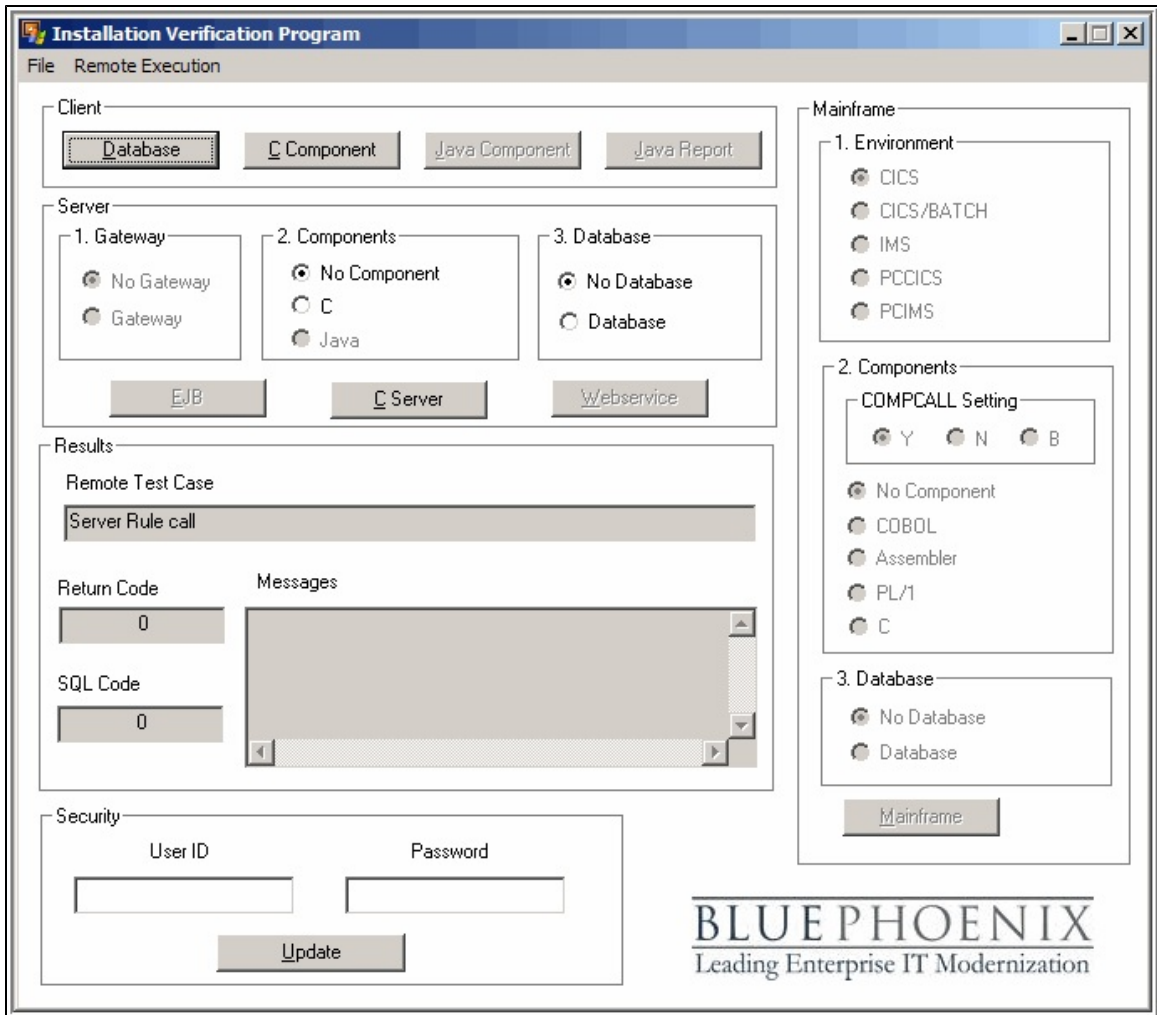 Installation Verification Program
File Remote Execution
Client
Database C Component Java Component Java Report
Server
1. Gateway
No Gateway
Gateway
2. Components
No Component
C
Java
3. Database
No Database
Database
EJB C Server Webservice
Results
Remote Test Case
Server Rule call
Return Code
0
SQL Code
0
Messages
Security
User ID Password
Update
Mainframe
1. Environment
CICS
CICS/BATCH
IMS
PCCICS
PCIMS
2. Components
COMPCALL Setting
Y N B
No Component
COBOL
Assembler
PL/1
C
3. Database
No Database
Database
Mainframe
BLUEPHOENIX
Leading Enterprise IT Modernization